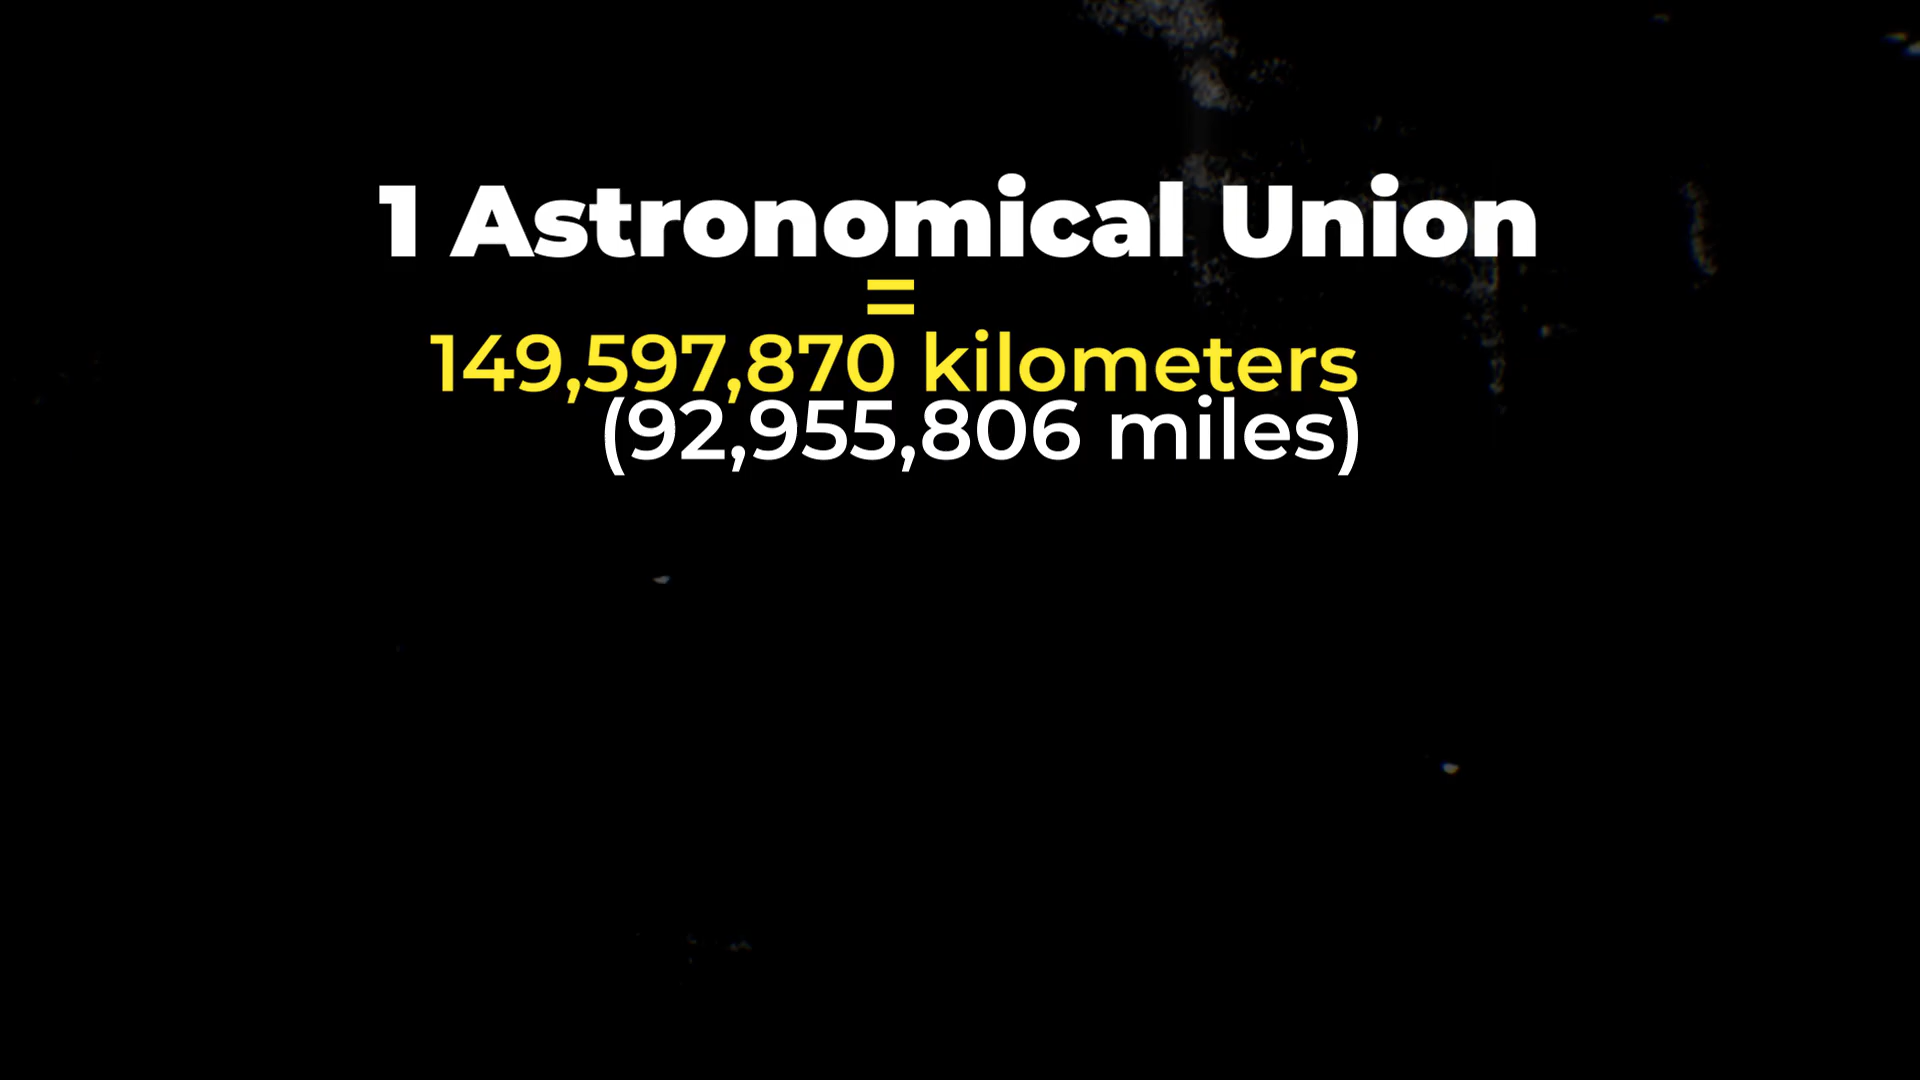 1 Astronomical Union
=
149,597,870 kilometers
(92,955,806 miles)